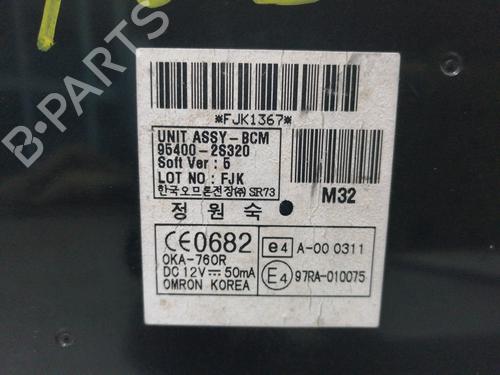 B-PARTS
*FJK1367*
UNIT ASSY-BCM
95400-2S320
Soft Ver : 5
LOT NO : FJK
한국오므론전장㈜ SIR73
M32
정 원 숙
CE0682
OKA-760R
DC 12V 50mA
OMRON KOREA
e4 A-00 0311
E4 97RA-010075